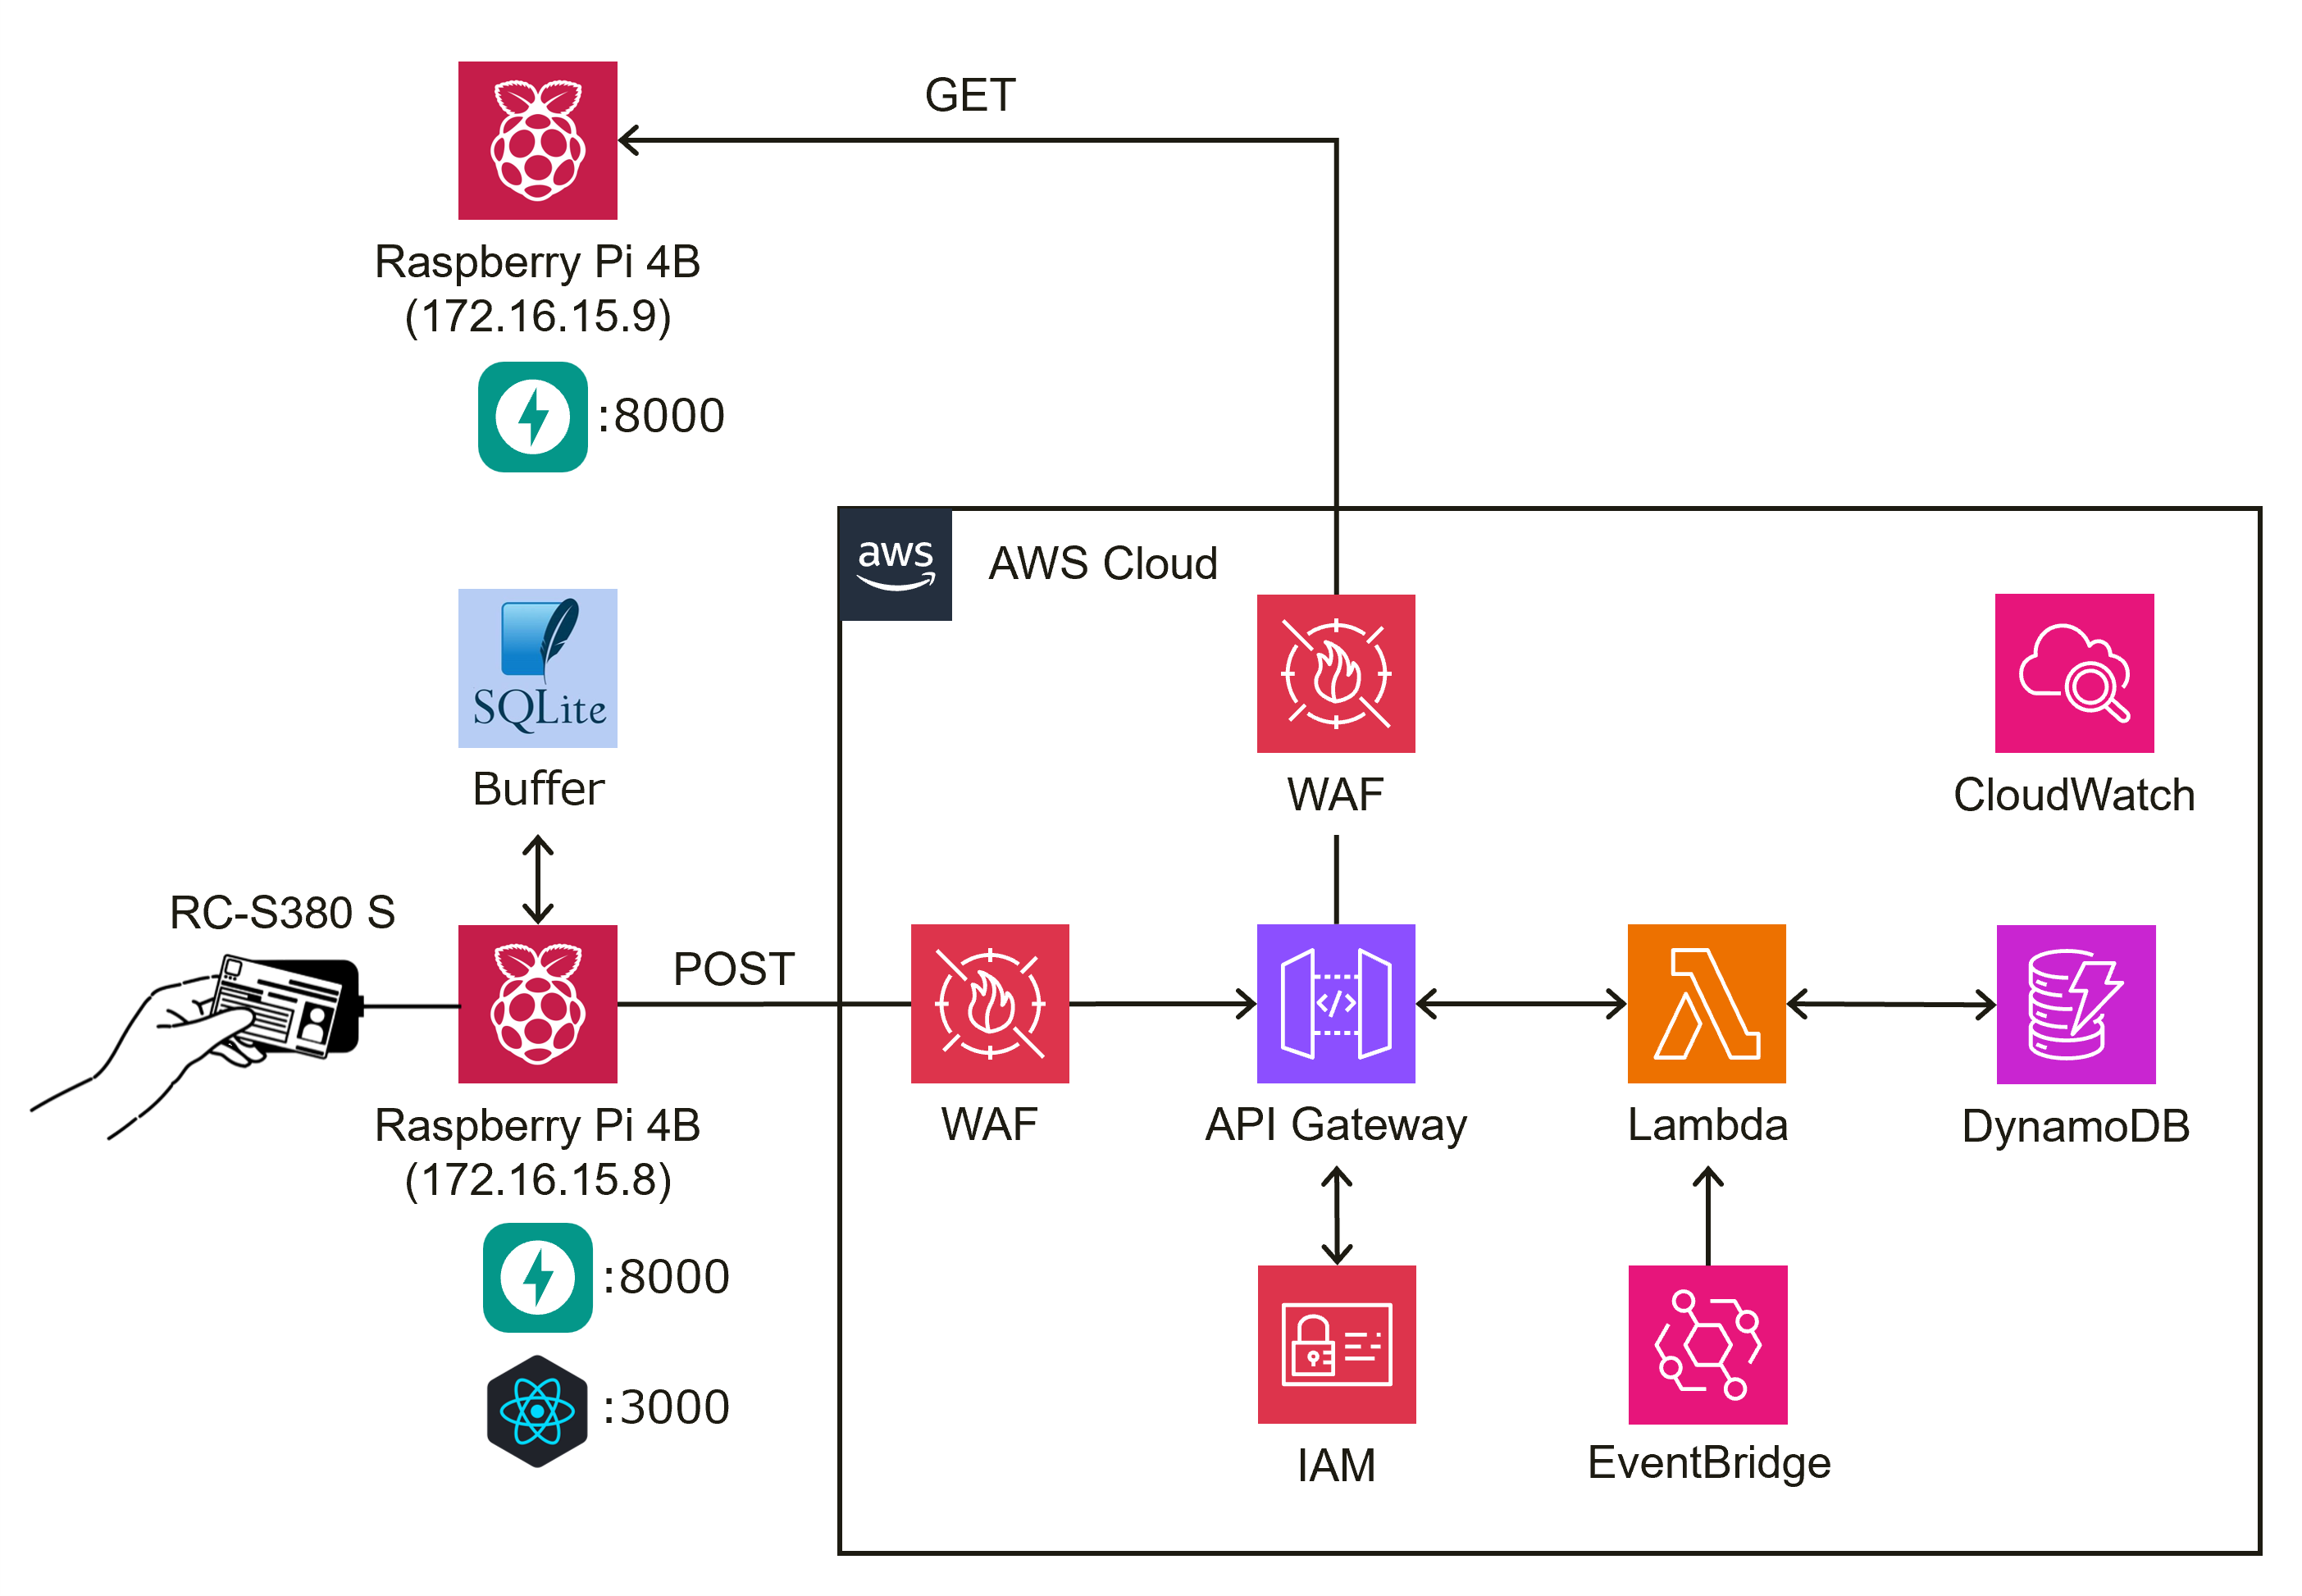 GET
Raspberry Pi 4B
(172.16.15.9)
:8000
aws
AWS Cloud
SQLite
Buffer
WAF
CloudWatch
RC-S380 S
POST
Raspberry Pi 4B
(172.16.15.8)
WAF
API Gateway
Lambda
DynamoDB
:8000
:3000
IAM
EventBridge